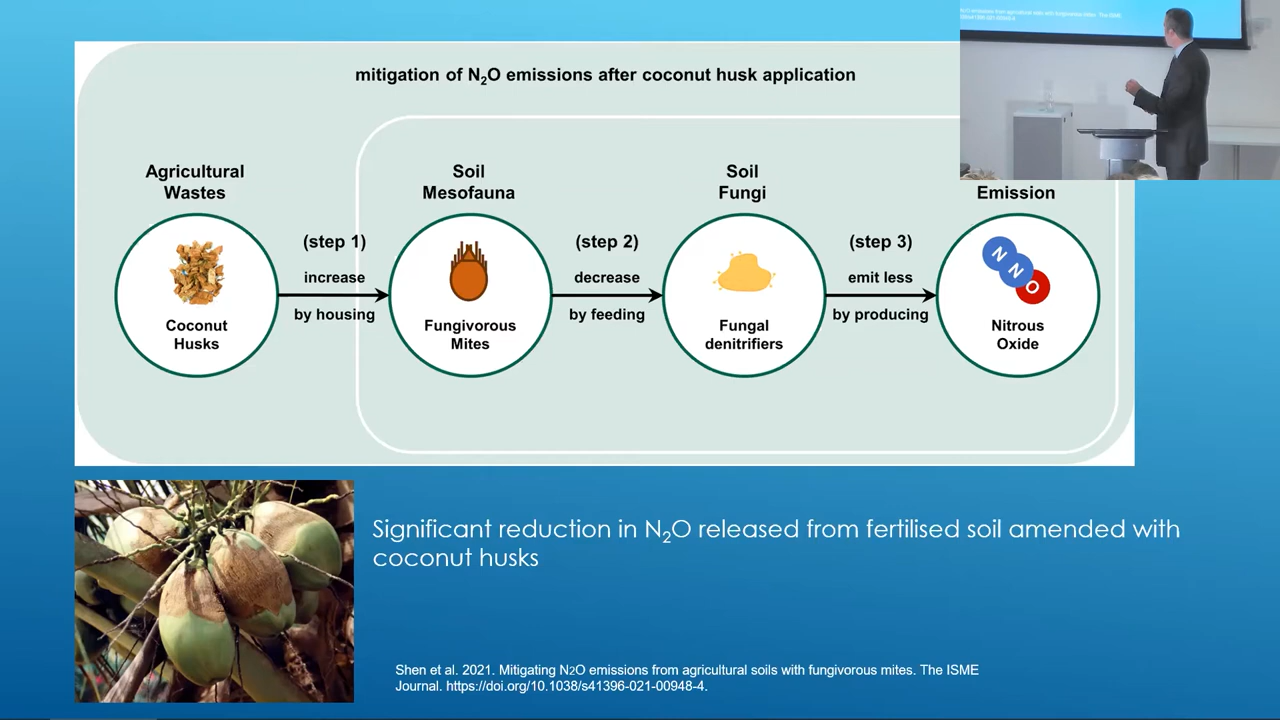 mitigation of N₂O emissions after coconut husk application
Agricultural
Wastes
Soil
Mesofauna
Soil
Fungi
Emission
(step 1)
increase
by housing
(step 2)
decrease
by feeding
(step 3)
emit less
by producing
Coconut
Husks
Fungivorous
Mites
Fungal
denitrifiers
N
N
O
Nitrous
Oxide
Significant reduction in N₂O released from fertilised soil amended with
coconut husks
Shen et al. 2021. Mitigating N2O emissions from agricultural soils with fungivorous mites. The ISME
Journal. https://doi.org/10.1038/s41396-021-00948-4.